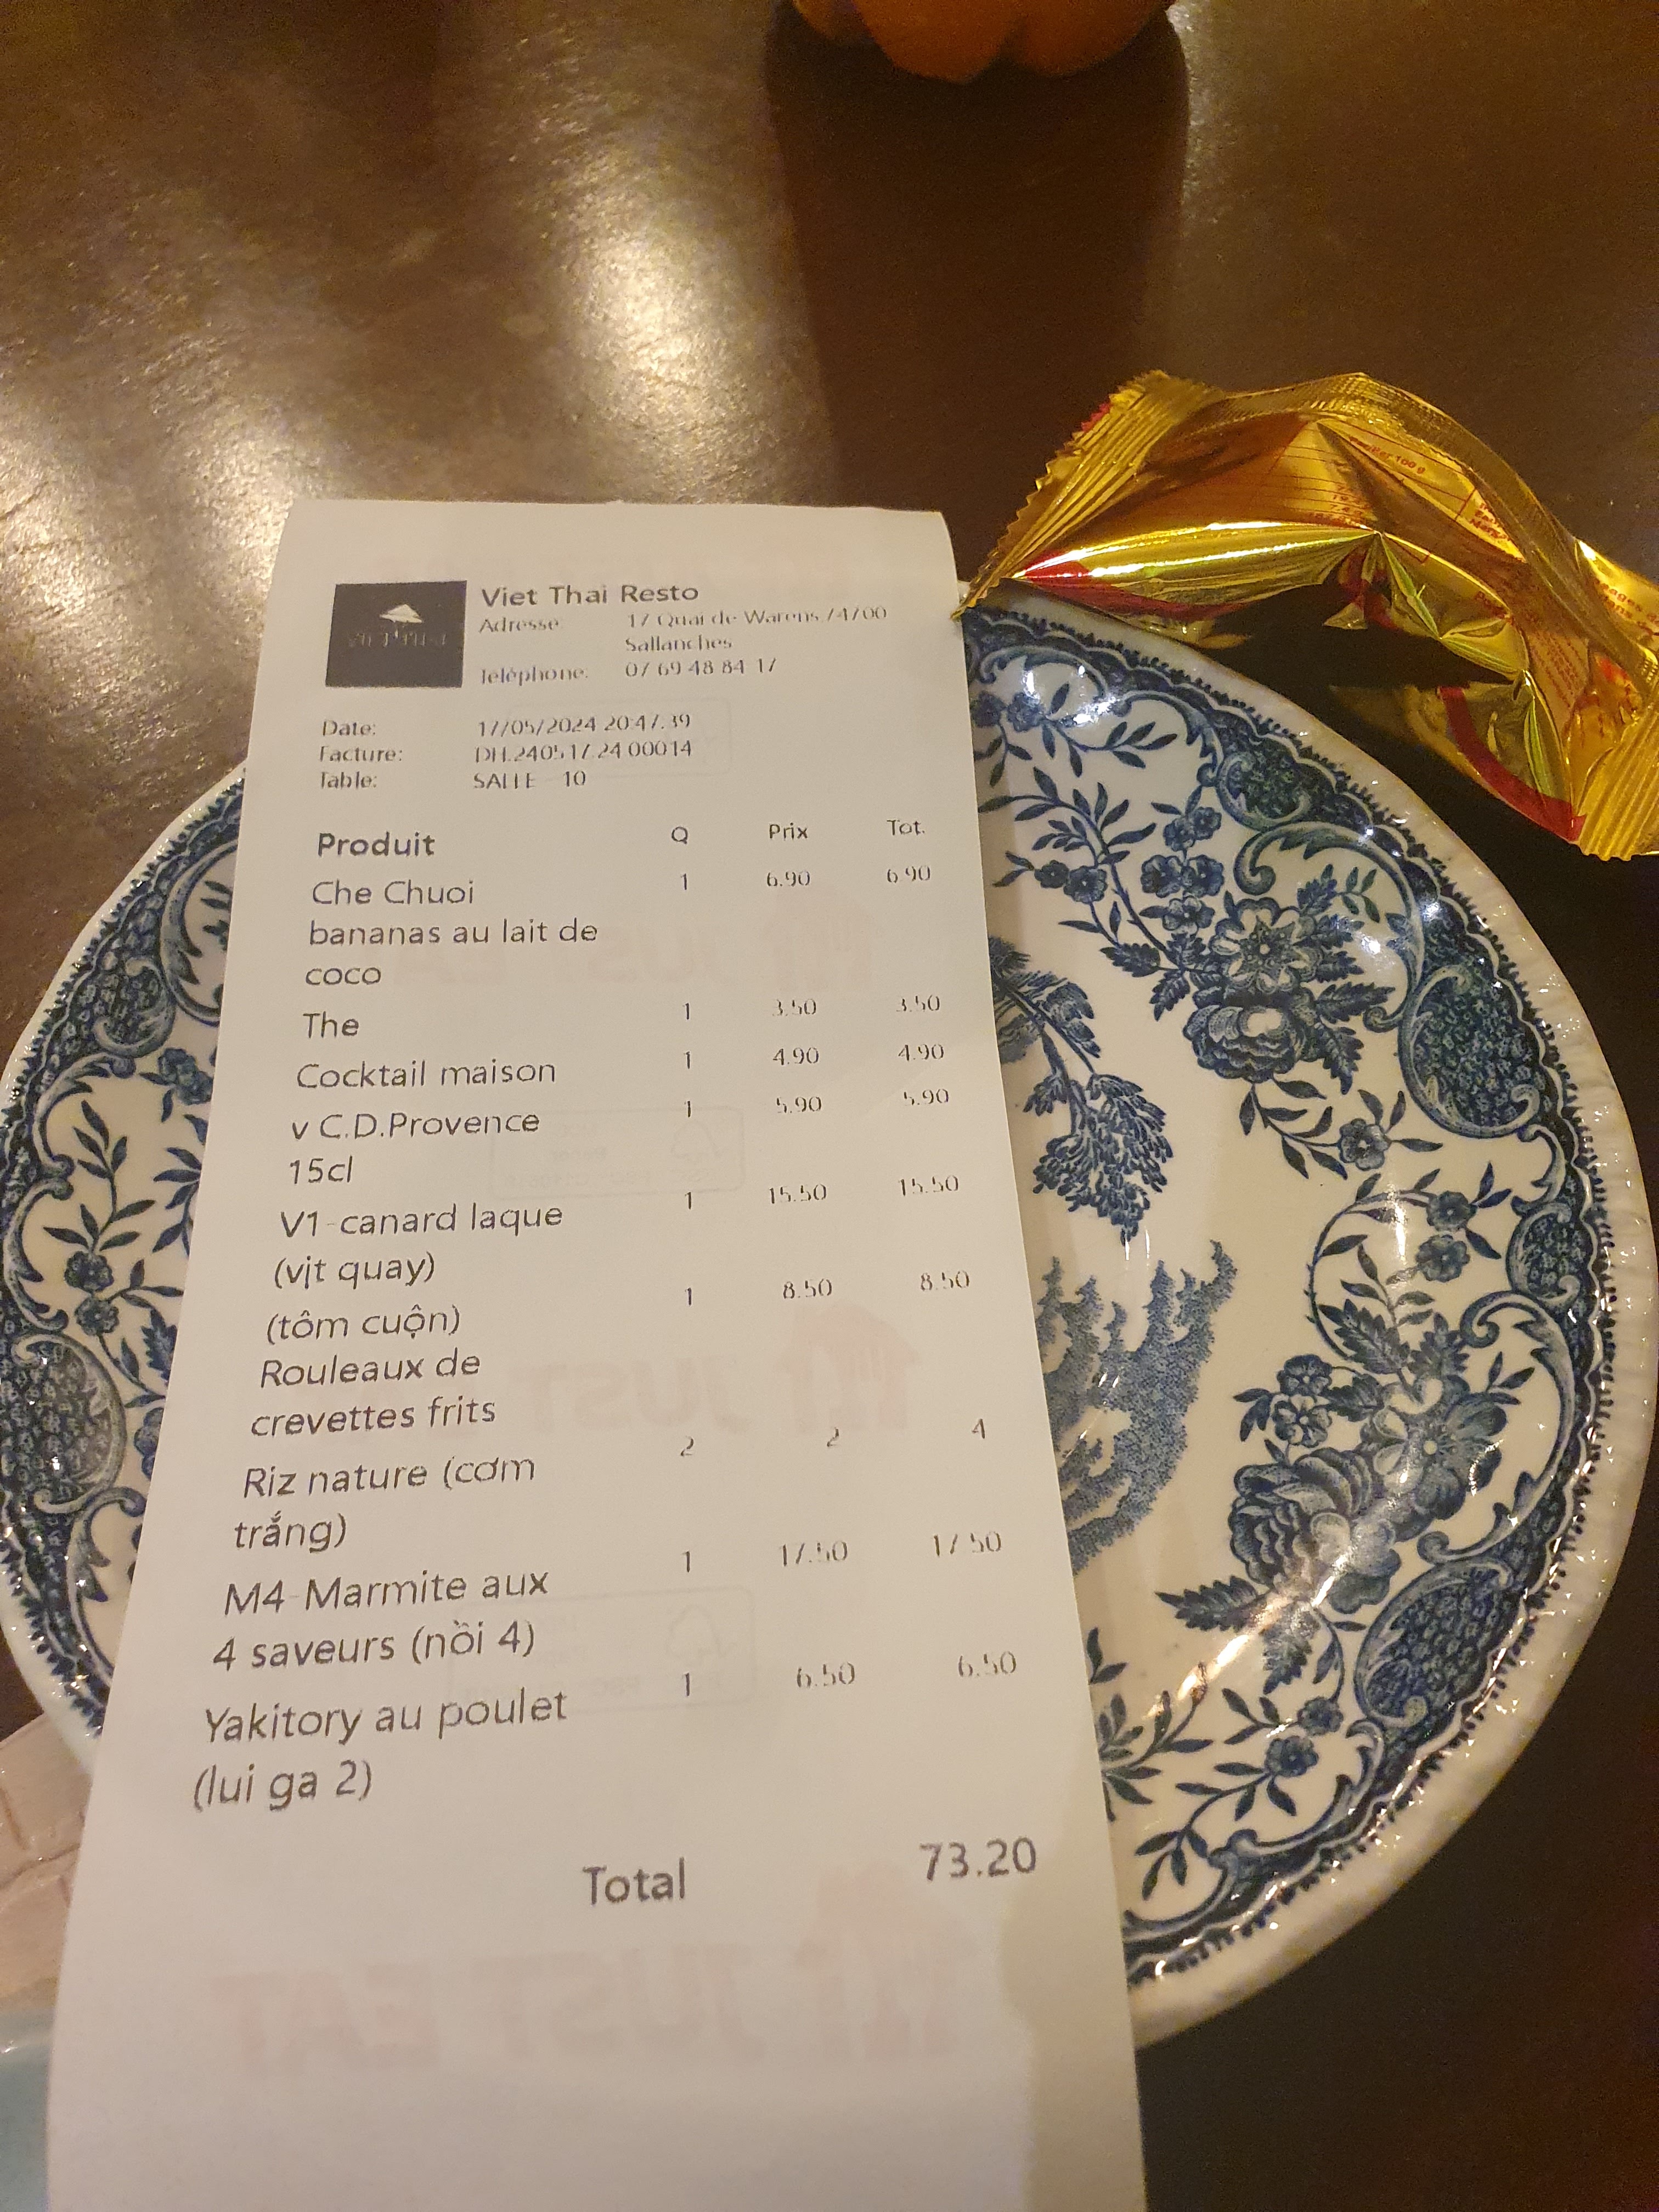 Viet Thai Resto
Adresse: 17 Quai de Warens 74700
Sallanches
Téléphone: 07 69 48 84 17
Date: 17/05/2024 20:47:39
Facture: DH.240517.24.00014
Table: SALLE - 10
Produit Q Prix Tot.
Che Chuoi 1 6.90 6.90
bananas au lait de
coco
The 1 3.50 3.50
Cocktail maison 1 4.90 4.90
v C.D.Provence 1 5.90 5.90
15cl
V1-canard laque 1 15.50 15.50
(vịt quay)
(tôm cuộn) 1 8.50 8.50
Rouleaux de
crevettes frits
Riz nature (cơm 2 2 4
trắng)
M4-Marmite aux 1 17.50 17.50
4 saveurs (nồi 4)
Yakitory au poulet 1 6.50 6.50
(lui ga 2)
Total 73.20
JUST EAT
100 g